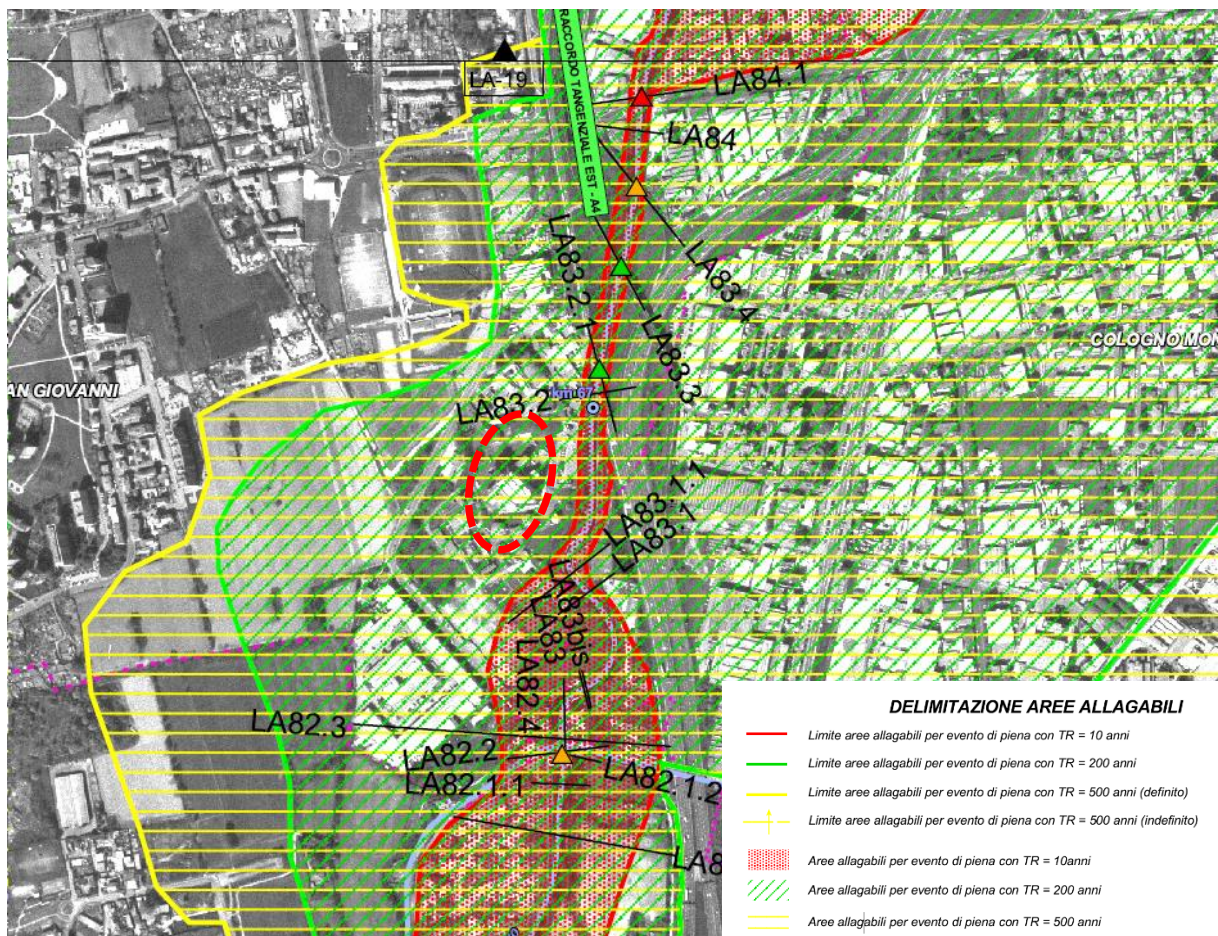 RACCORDO TANGENZIALE EST - A4
LA-19
LA84.1
LA84
LA83.4
LA83.2.1
LA83.3
COLOGNO MON
AN GIOVANNI
km 67
LA83.2
LA83.1.1
LA83.1
LA83bis
LA83
LA82.4
LA82.3
LA82.2
LA82.1.2
LA82.1.1
LA8
DELIMITAZIONE AREE ALLAGABILI
Limite aree allagabili per evento di piena con TR = 10 anni
Limite aree allagabili per evento di piena con TR = 200 anni
Limite aree allagabili per evento di piena con TR = 500 anni (definito)
Limite aree allagabili per evento di piena con TR = 500 anni (indefinito)
Aree allagabili per evento di piena con TR = 10anni
Aree allagabili per evento di piena con TR = 200 anni
Aree allagabili per evento di piena con TR = 500 anni